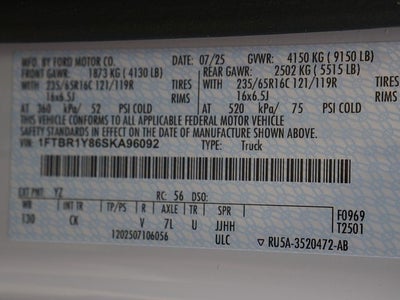 MFD. BY FORD MOTOR CO. 07/25 GVWR: 4150 KG ( 9150 LB)
FRONT GAWR: 1873 KG ( 4130 LB) REAR GAWR: 2502 KG ( 5515 LB)
WITH 235/65R16C 121/119R TIRES WITH 235/65R16C 121/119R TIRES
16x6.5J RIMS 16x6.5J RIMS
AT 360 kPa/ 52 PSI COLD AT 520 kPa/ 75 PSI COLD
THIS VEHICLE CONFORMS TO ALL APPLICABLE FEDERAL MOTOR VEHICLE
SAFETY STANDARDS IN EFFECT ON THE DATE OF MANUFACTURE SHOWN ABOVE.
VIN: 1FTBR1Y86SKA96092 TYPE: Truck
EXT PNT: YZ RC: 56 DSO:
WB INT TR TP/PS R AXLE TR SPR F0969
130 CK V 7L U JJHH T2501
1202507106056 ULC RU5A-3520472-AB